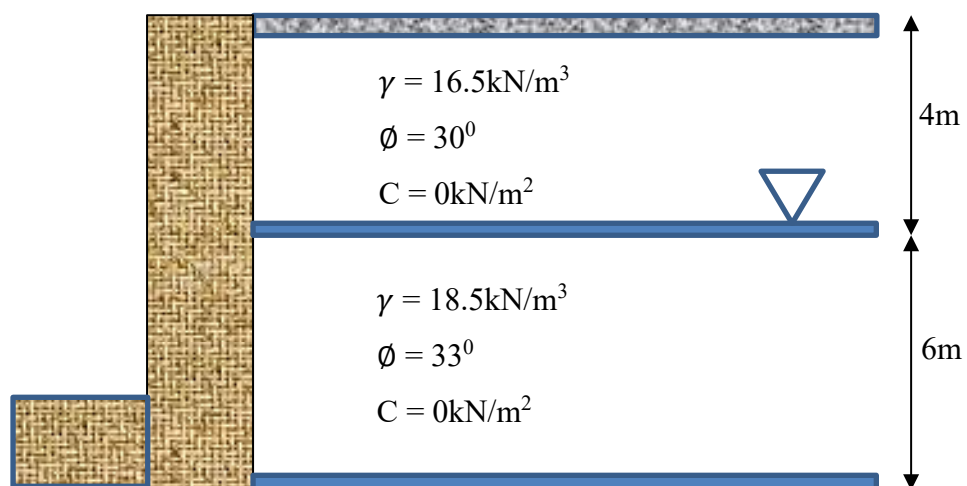 γ = 16.5kN/m³
∅ = 30⁰
C = 0kN/m²
4m
γ = 18.5kN/m³
∅ = 33⁰
C = 0kN/m²
6m